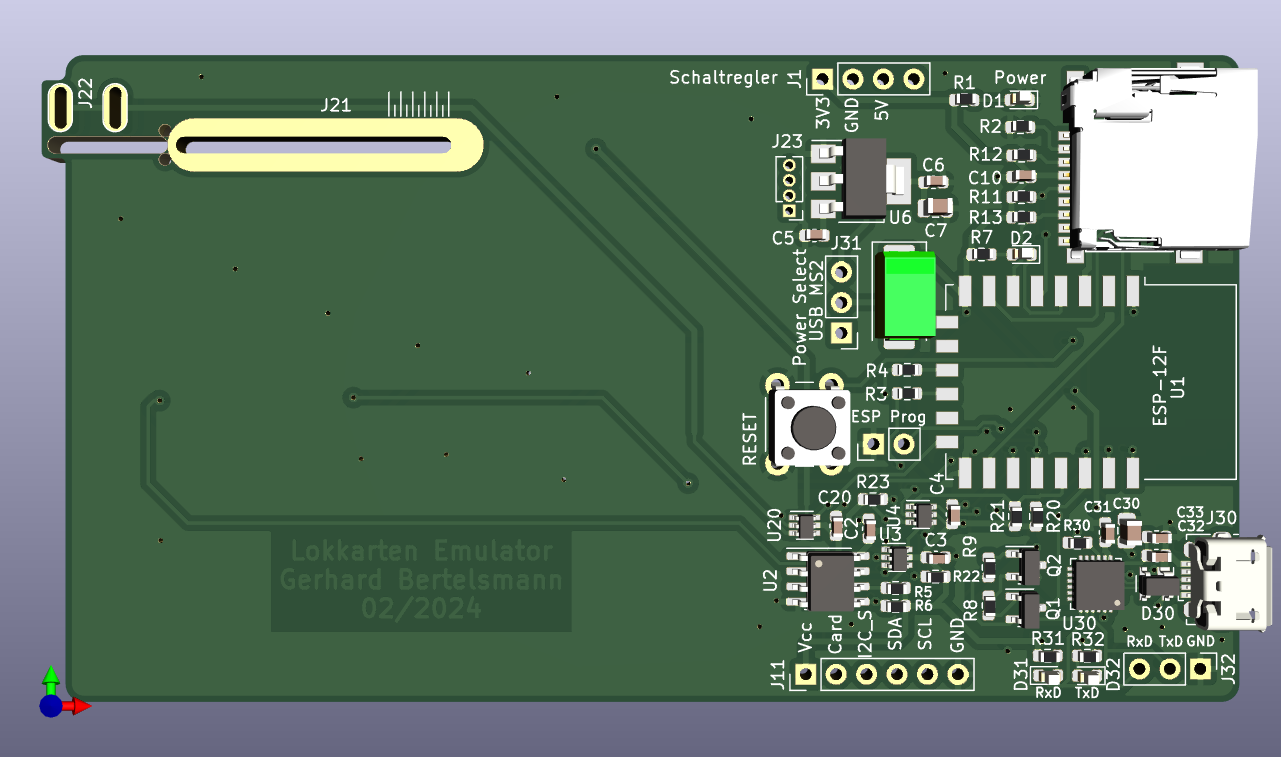 J22
J21
Schaltregler
J1
3V3
GND
5V
R1
Power
D1
R2
R12
C10
R11
R13
J23
C6
U6
C7
C5
J31
R7
D2
Power Select
USB MS2
R4
R3
ESP Prog
RESET
ESP-12F
U1
C4
R23
C20
U20
C2
U3
U4
C3
R9
R21
R20
R22
R8
Q2
Q1
R30
C31
C30
C33
C32
J30
Lokkarten Emulator
Gerhard Bertelsmann
02/2024
U2
R5
R6
U30
D30
Vcc
Card
I2C_S
SDA
SCL
GND
J11
R31
R32
D31
D32
RxD
TxD
RxD TxD GND
J32